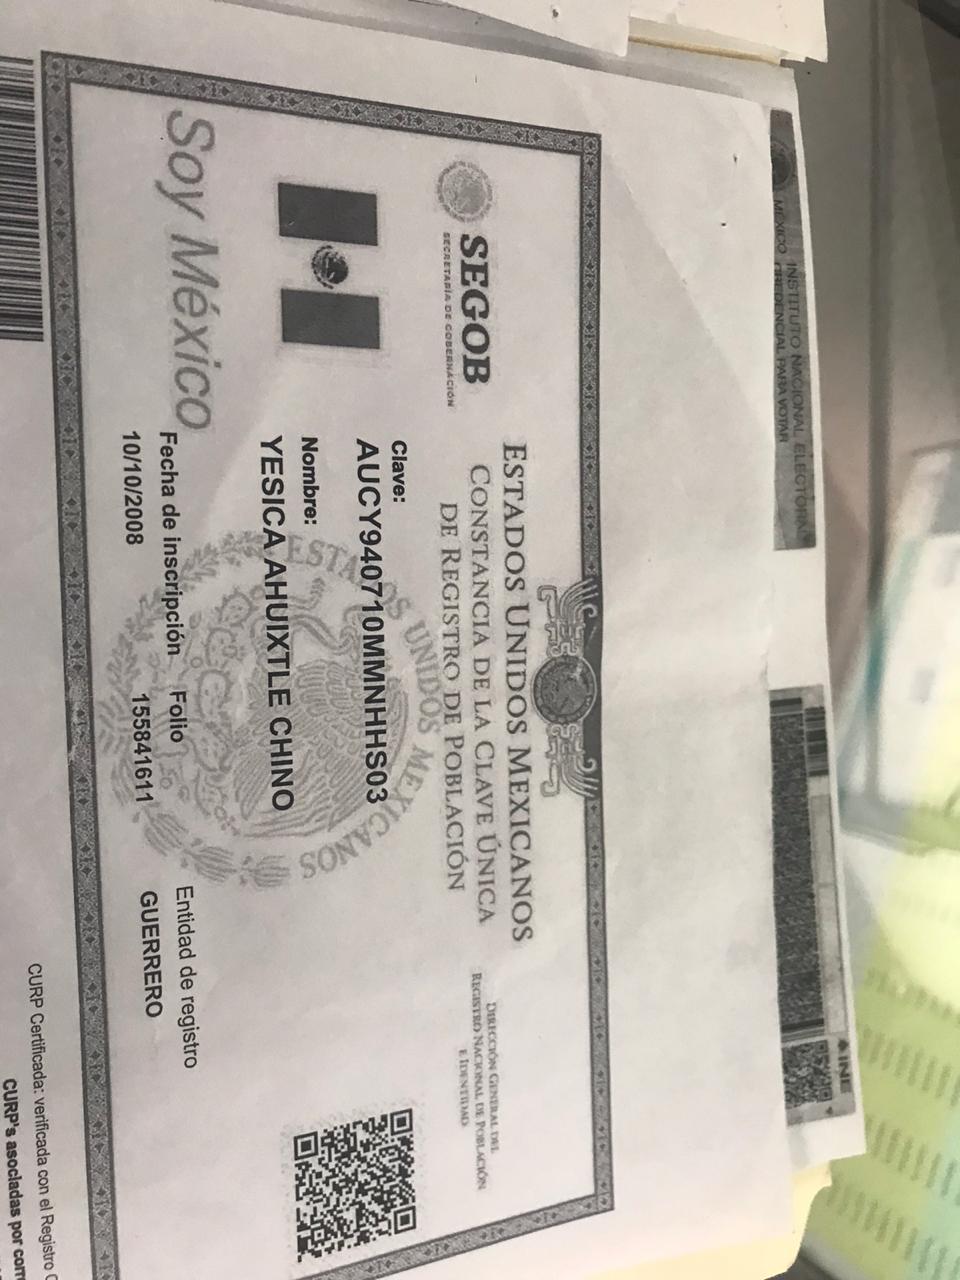 INSTITUTO NACIONAL ELECTORAL
MÉXICO CREDENCIAL PARA VOTAR
INE
SEGOB
SECRETARÍA DE GOBERNACIÓN
ESTADOS UNIDOS MEXICANOS
CONSTANCIA DE LA CLAVE ÚNICA
DE REGISTRO DE POBLACIÓN
DIRECCIÓN GENERAL DEL
REGISTRO NACIONAL DE POBLACIÓN
E IDENTIDAD
Soy México
Clave:
AUCY940710MMNHHS03
Nombre:
YESICA AHUIXTLE CHINO
ESTADOS UNIDOS MEXICANOS
Fecha de inscripción
10/10/2008
Folio
155841611
Entidad de registro
GUERRERO
CURP Certificada: verificada con el Registro
CURP's asociadas por